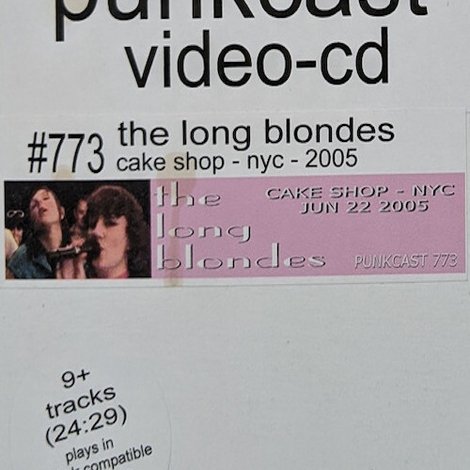 punkcast
video-cd
#773 the long blondes
cake shop - nyc - 2005
the
long
blondes
CAKE SHOP - NYC
JUN 22 2005
PUNKCAST 773
9+
tracks
(24:29)
plays in
compatible